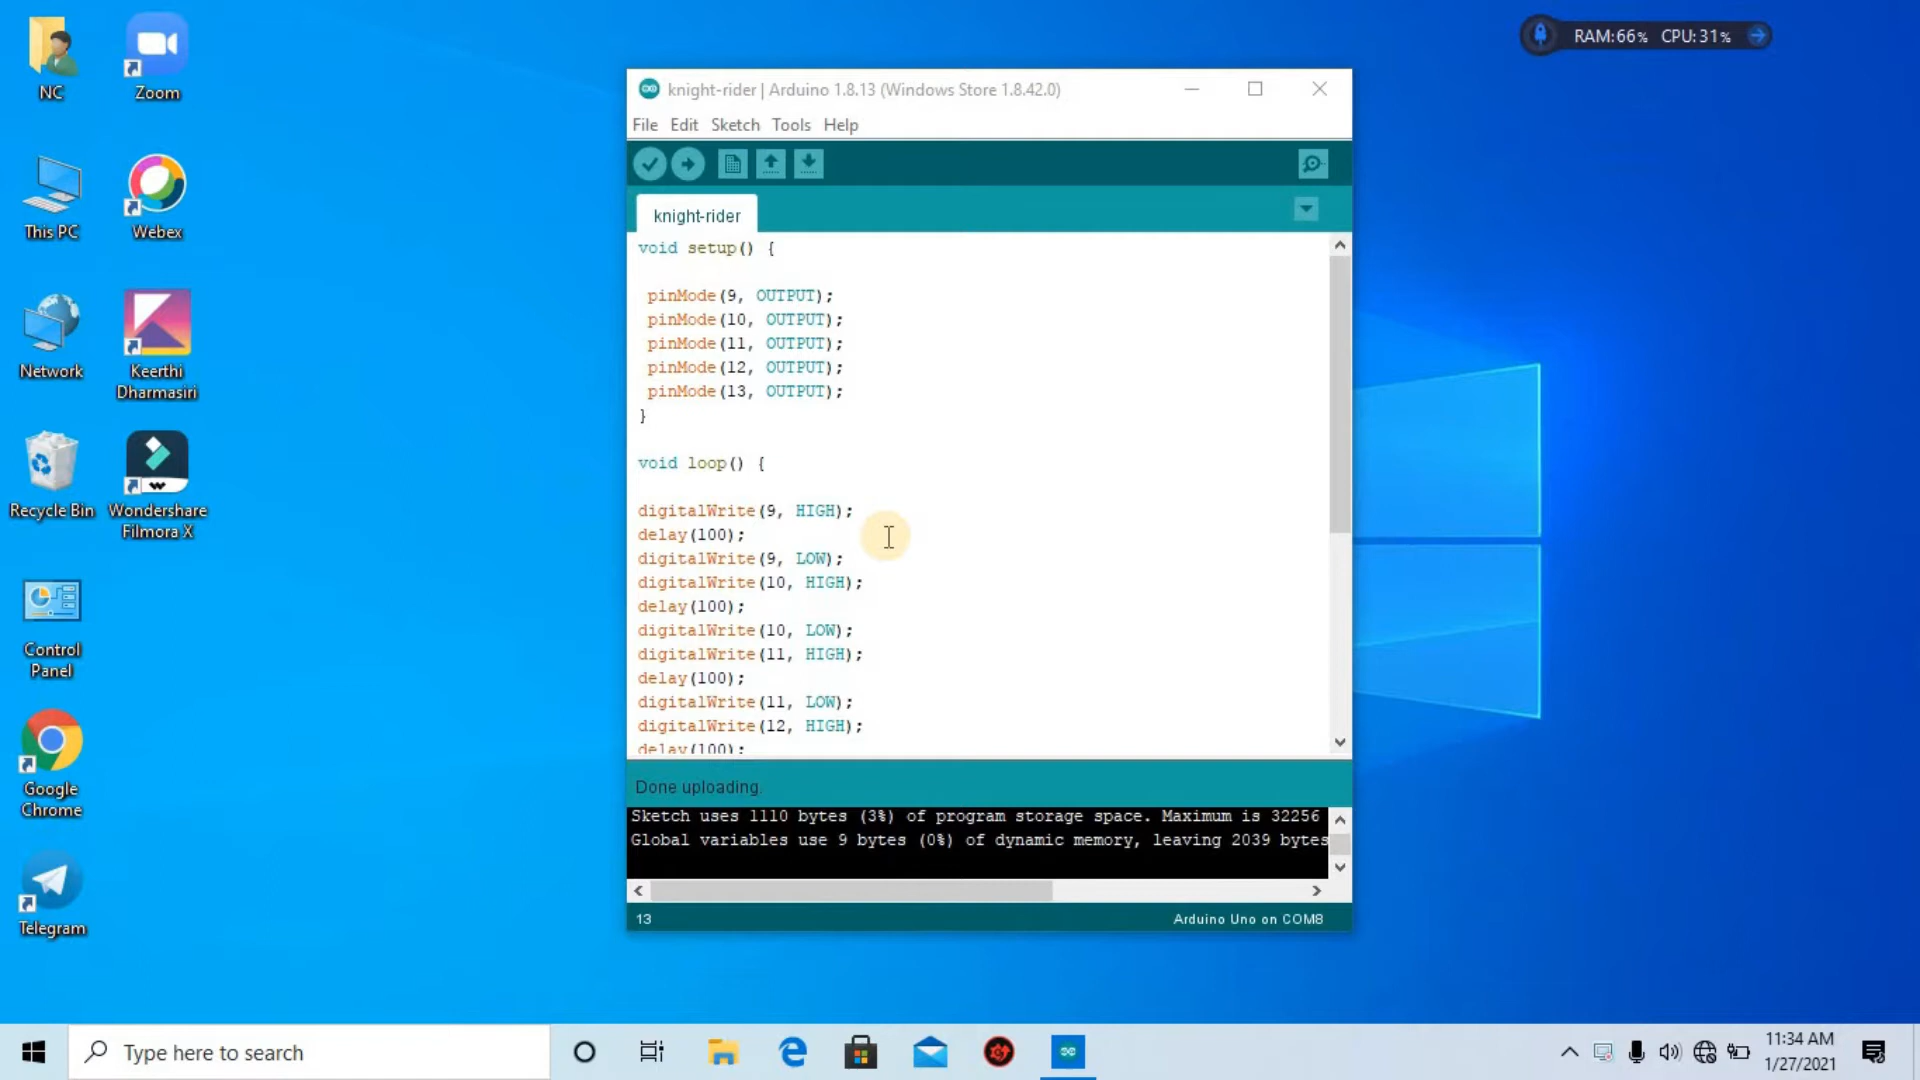 NC
Zoom
This PC
Webex
Network
Keerthi
Dharmasiri
Recycle Bin
Wondershare
Filmora X
Control
Panel
Google
Chrome
Telegram
RAM:66% CPU:31%
knight-rider | Arduino 1.8.13 (Windows Store 1.8.42.0)
File Edit Sketch Tools Help
knight-rider
void setup() {
pinMode(9, OUTPUT);
pinMode(10, OUTPUT);
pinMode(11, OUTPUT);
pinMode(12, OUTPUT);
pinMode(13, OUTPUT);
}
void loop() {
digitalWrite(9, HIGH);
delay(100);
digitalWrite(9, LOW);
digitalWrite(10, HIGH);
delay(100);
digitalWrite(10, LOW);
digitalWrite(11, HIGH);
delay(100);
digitalWrite(11, LOW);
digitalWrite(12, HIGH);
delay(100);
Done uploading.
Sketch uses 1110 bytes (3%) of program storage space. Maximum is 32256
Global variables use 9 bytes (0%) of dynamic memory, leaving 2039 bytes
13
Arduino Uno on COM8
Type here to search
11:34 AM
1/27/2021